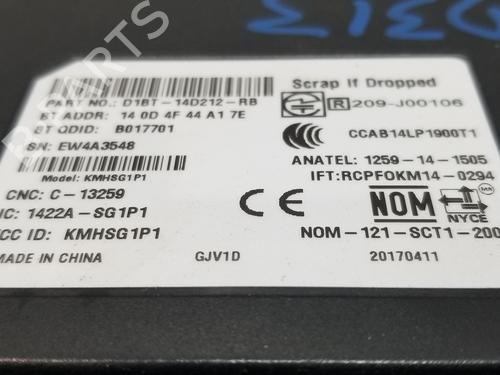 D313
Scrap If Dropped
PART NO.: D1BT-14D212-RB
BT ADDR: 14 0D 4F 44 A1 7E
R 209-J00106
BT QDID: B017701
CCAB14LP1900T1
SN: EW4A3548
ANATEL: 1259-14-1505
Model: KMHSG1P1
IFT:RCPFOKM14-0294
CNC: C-13259
IC: 1422A-SG1P1
CE
NOM
NYCE
FCC ID: KMHSG1P1
NOM-121-SCT1-200
MADE IN CHINA
GJV1D
20170411
PARTS